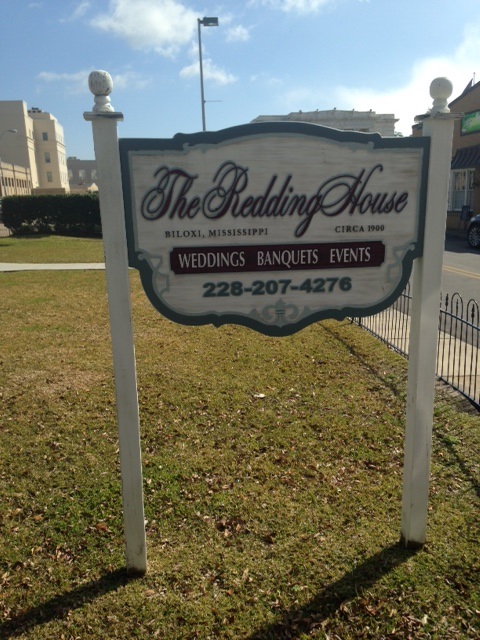 The Redding House
BILOXI, MISSISSIPPI CIRCA 1900
WEDDINGS BANQUETS EVENTS
228-207-4276